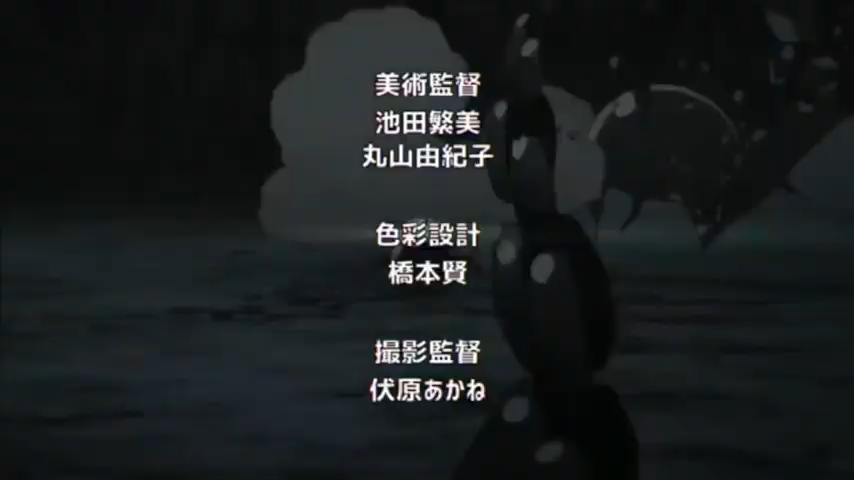 美術監督
池田繁美
丸山由紀子
色彩設計
橋本賢
撮影監督
伏原あかね